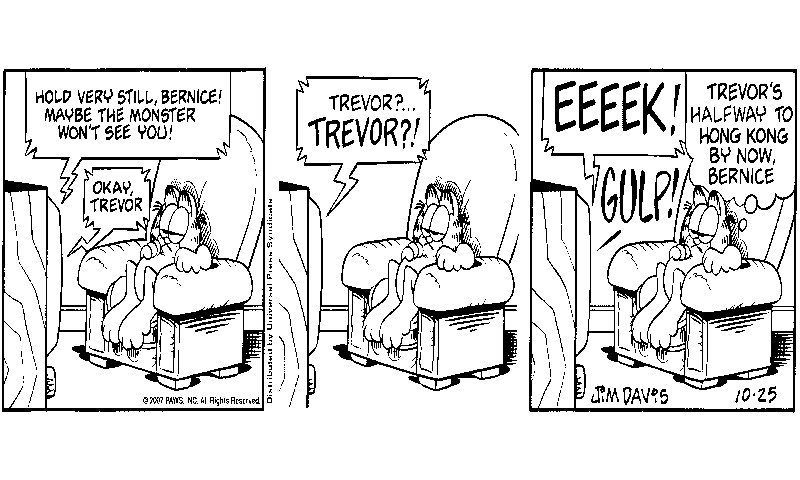 HOLD VERY STILL, BERNICE!
MAYBE THE MONSTER
WON'T SEE YOU!
OKAY,
TREVOR
© 2007 PAWS, INC. All Rights Reserved.
Distributed by Universal Press Syndicate
TREVOR?...
TREVOR?!
EEEEK!
GULP!
TREVOR'S
HALFWAY TO
HONG KONG
BY NOW,
BERNICE
JIM DAVIS
10-25